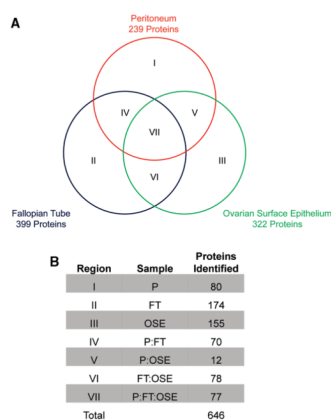 A
Peritoneum
239 Proteins
I
IV
V
VII
II
III
VI
Fallopian Tube
399 Proteins
Ovarian Surface Epithelium
322 Proteins
B
Region Sample Proteins Identified
I P 80
II FT 174
III OSE 155
IV P:FT 70
V P:OSE 12
VI FT:OSE 78
VII P:FT:OSE 77
Total 646